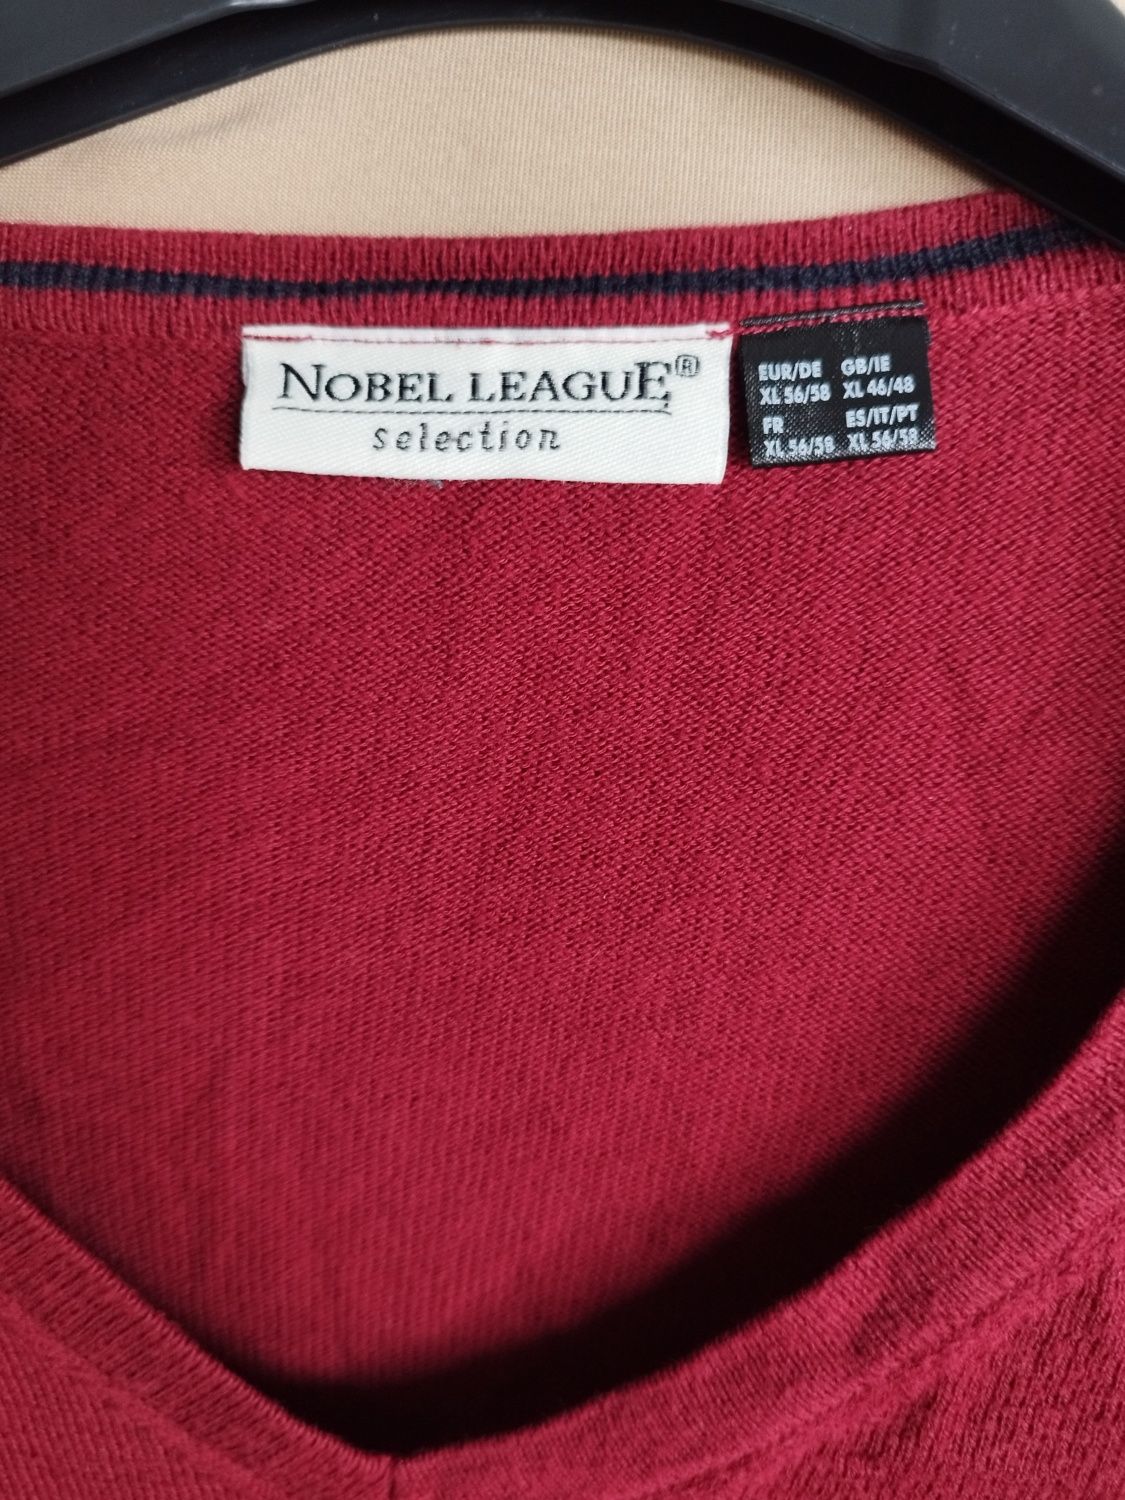 NOBEL LEAGUE®
selection
EUR/DE GB/IE
XL 56/58 XL 46/48
FR ES/IT/PT
XL 56/58 XL 56/58